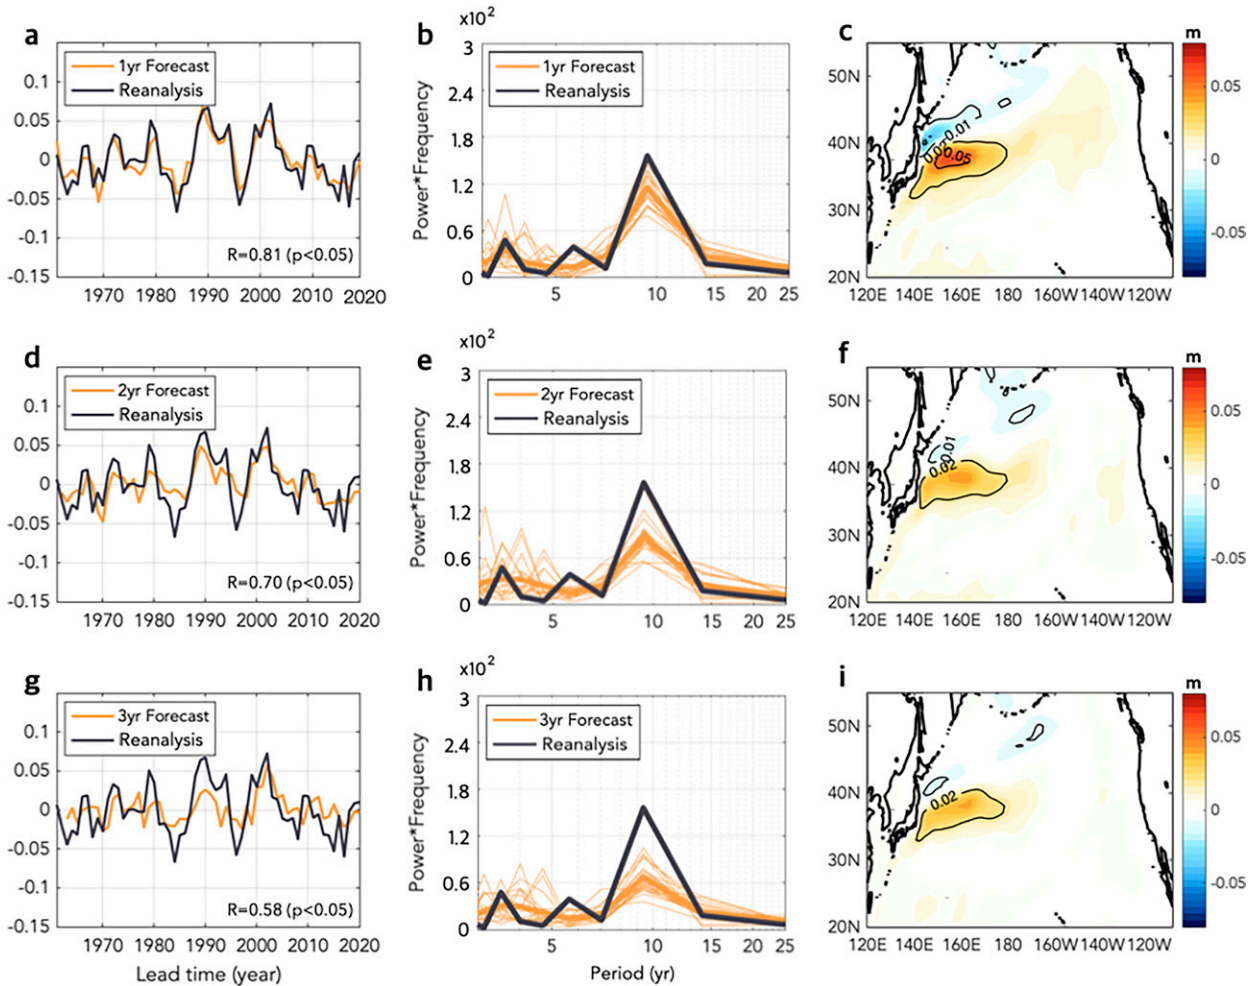 a
1yr Forecast
Reanalysis
0.1
0.05
0
-0.05
-0.1
-0.15
R=0.81 (p<0.05)
1970 1980 1990 2000 2010 2020
b
x10²
1yr Forecast
Reanalysis
Power*Frequency
3
2.4
1.8
1.2
0.6
0
5 10 15 20 25
c
m
50N
40N
30N
20N
0.01
0.05
120E 140E 160E 180 160W 140W 120W
0.05
0
-0.05
d
2yr Forecast
Reanalysis
0.1
0.05
0
-0.05
-0.1
-0.15
R=0.70 (p<0.05)
1970 1980 1990 2000 2010 2020
e
x10²
2yr Forecast
Reanalysis
Power*Frequency
3
2.4
1.8
1.2
0.6
0
5 10 15 20 25
f
m
50N
40N
30N
20N
0.01
0.02
120E 140E 160E 180 160W 140W 120W
0.05
0
-0.05
g
3yr Forecast
Reanalysis
0.1
0.05
0
-0.05
-0.1
-0.15
R=0.58 (p<0.05)
1970 1980 1990 2000 2010 2020
Lead time (year)
h
x10²
3yr Forecast
Reanalysis
Power*Frequency
3
2.4
1.8
1.2
0.6
0
5 10 15 20 25
Period (yr)
i
m
50N
40N
30N
20N
0.02
120E 140E 160E 180 160W 140W 120W
0.05
0
-0.05